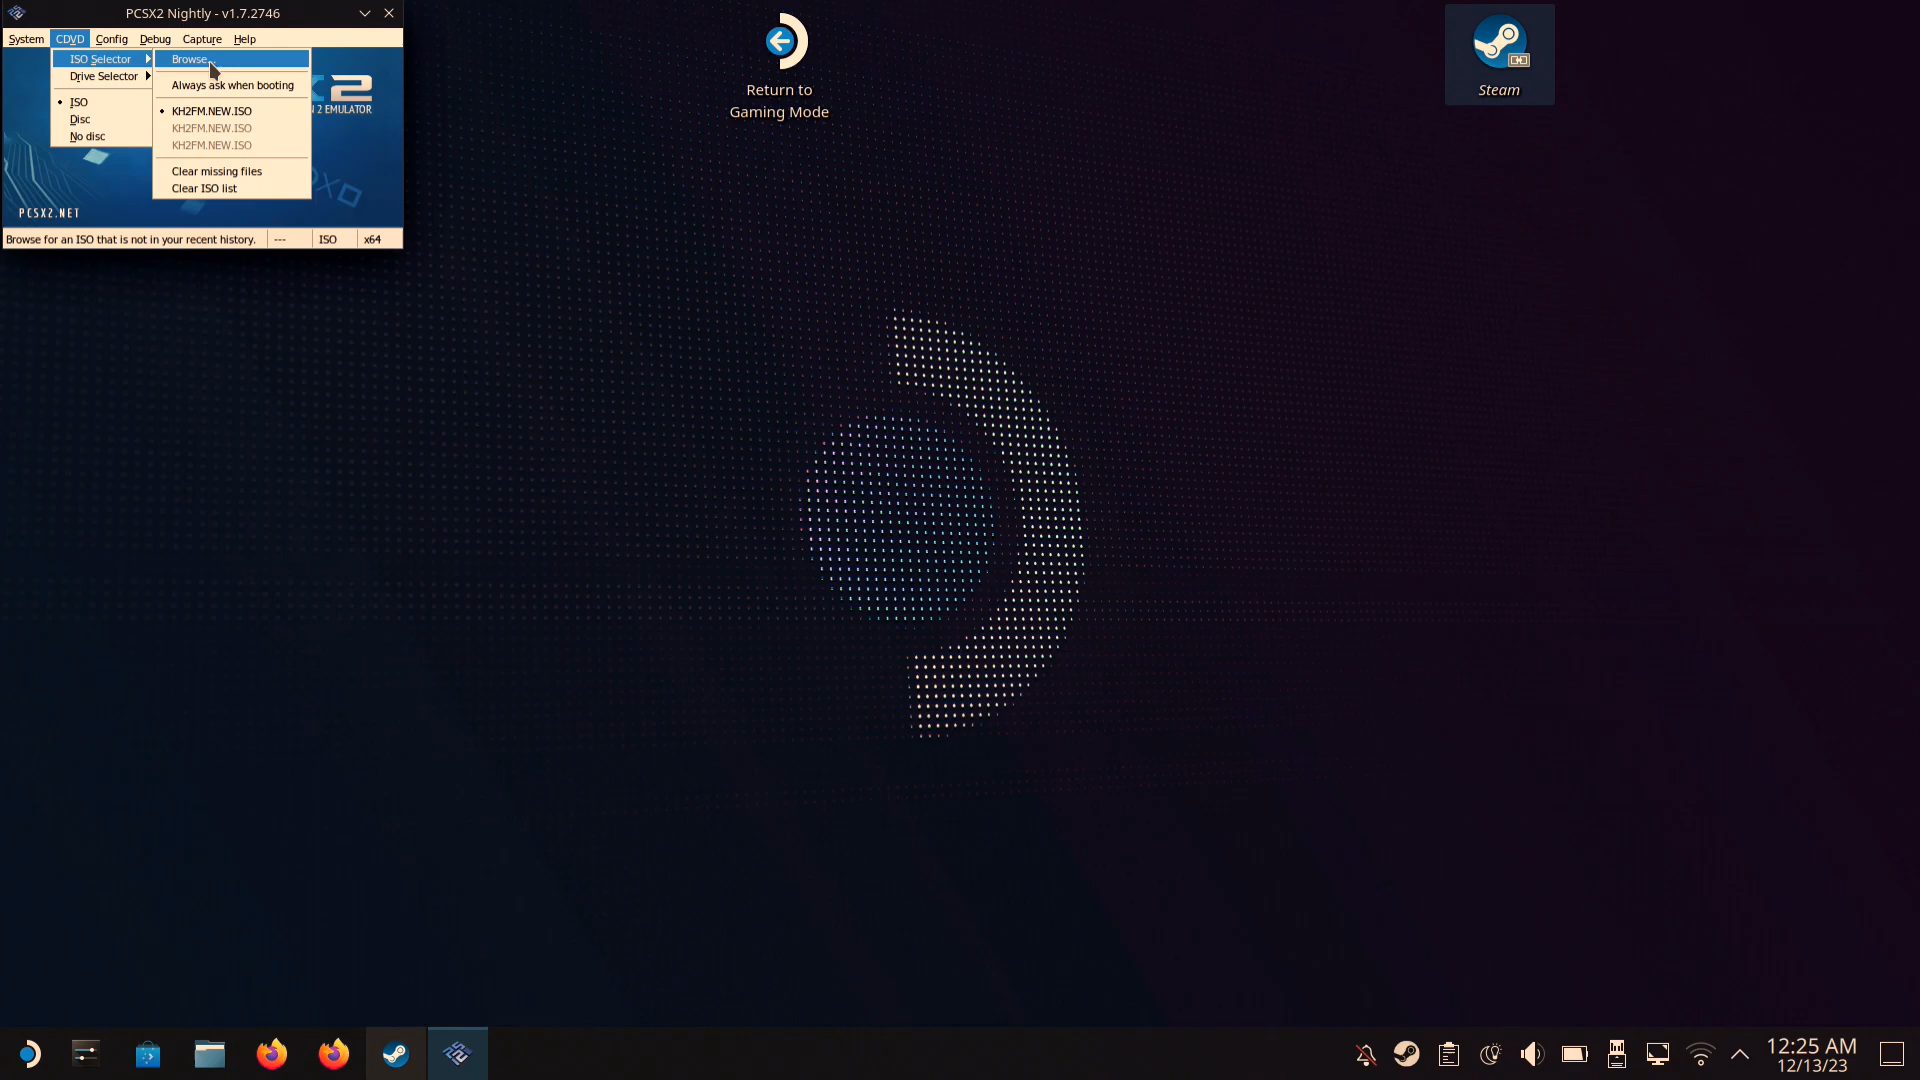 PCSX2 Nightly - v1.7.2746
System CDVD Config Debug Capture Help
ISO Selector
Drive Selector
ISO
Disc
No disc
Browse...
Always ask when booting
KH2FM.NEW.ISO
KH2FM.NEW.ISO
KH2FM.NEW.ISO
Clear missing files
Clear ISO list
X2
N 2 EMULATOR
PCSX2.NET
Browse for an ISO that is not in your recent history. --- ISO x64
Return to
Gaming Mode
Steam
12:25 AM
12/13/23